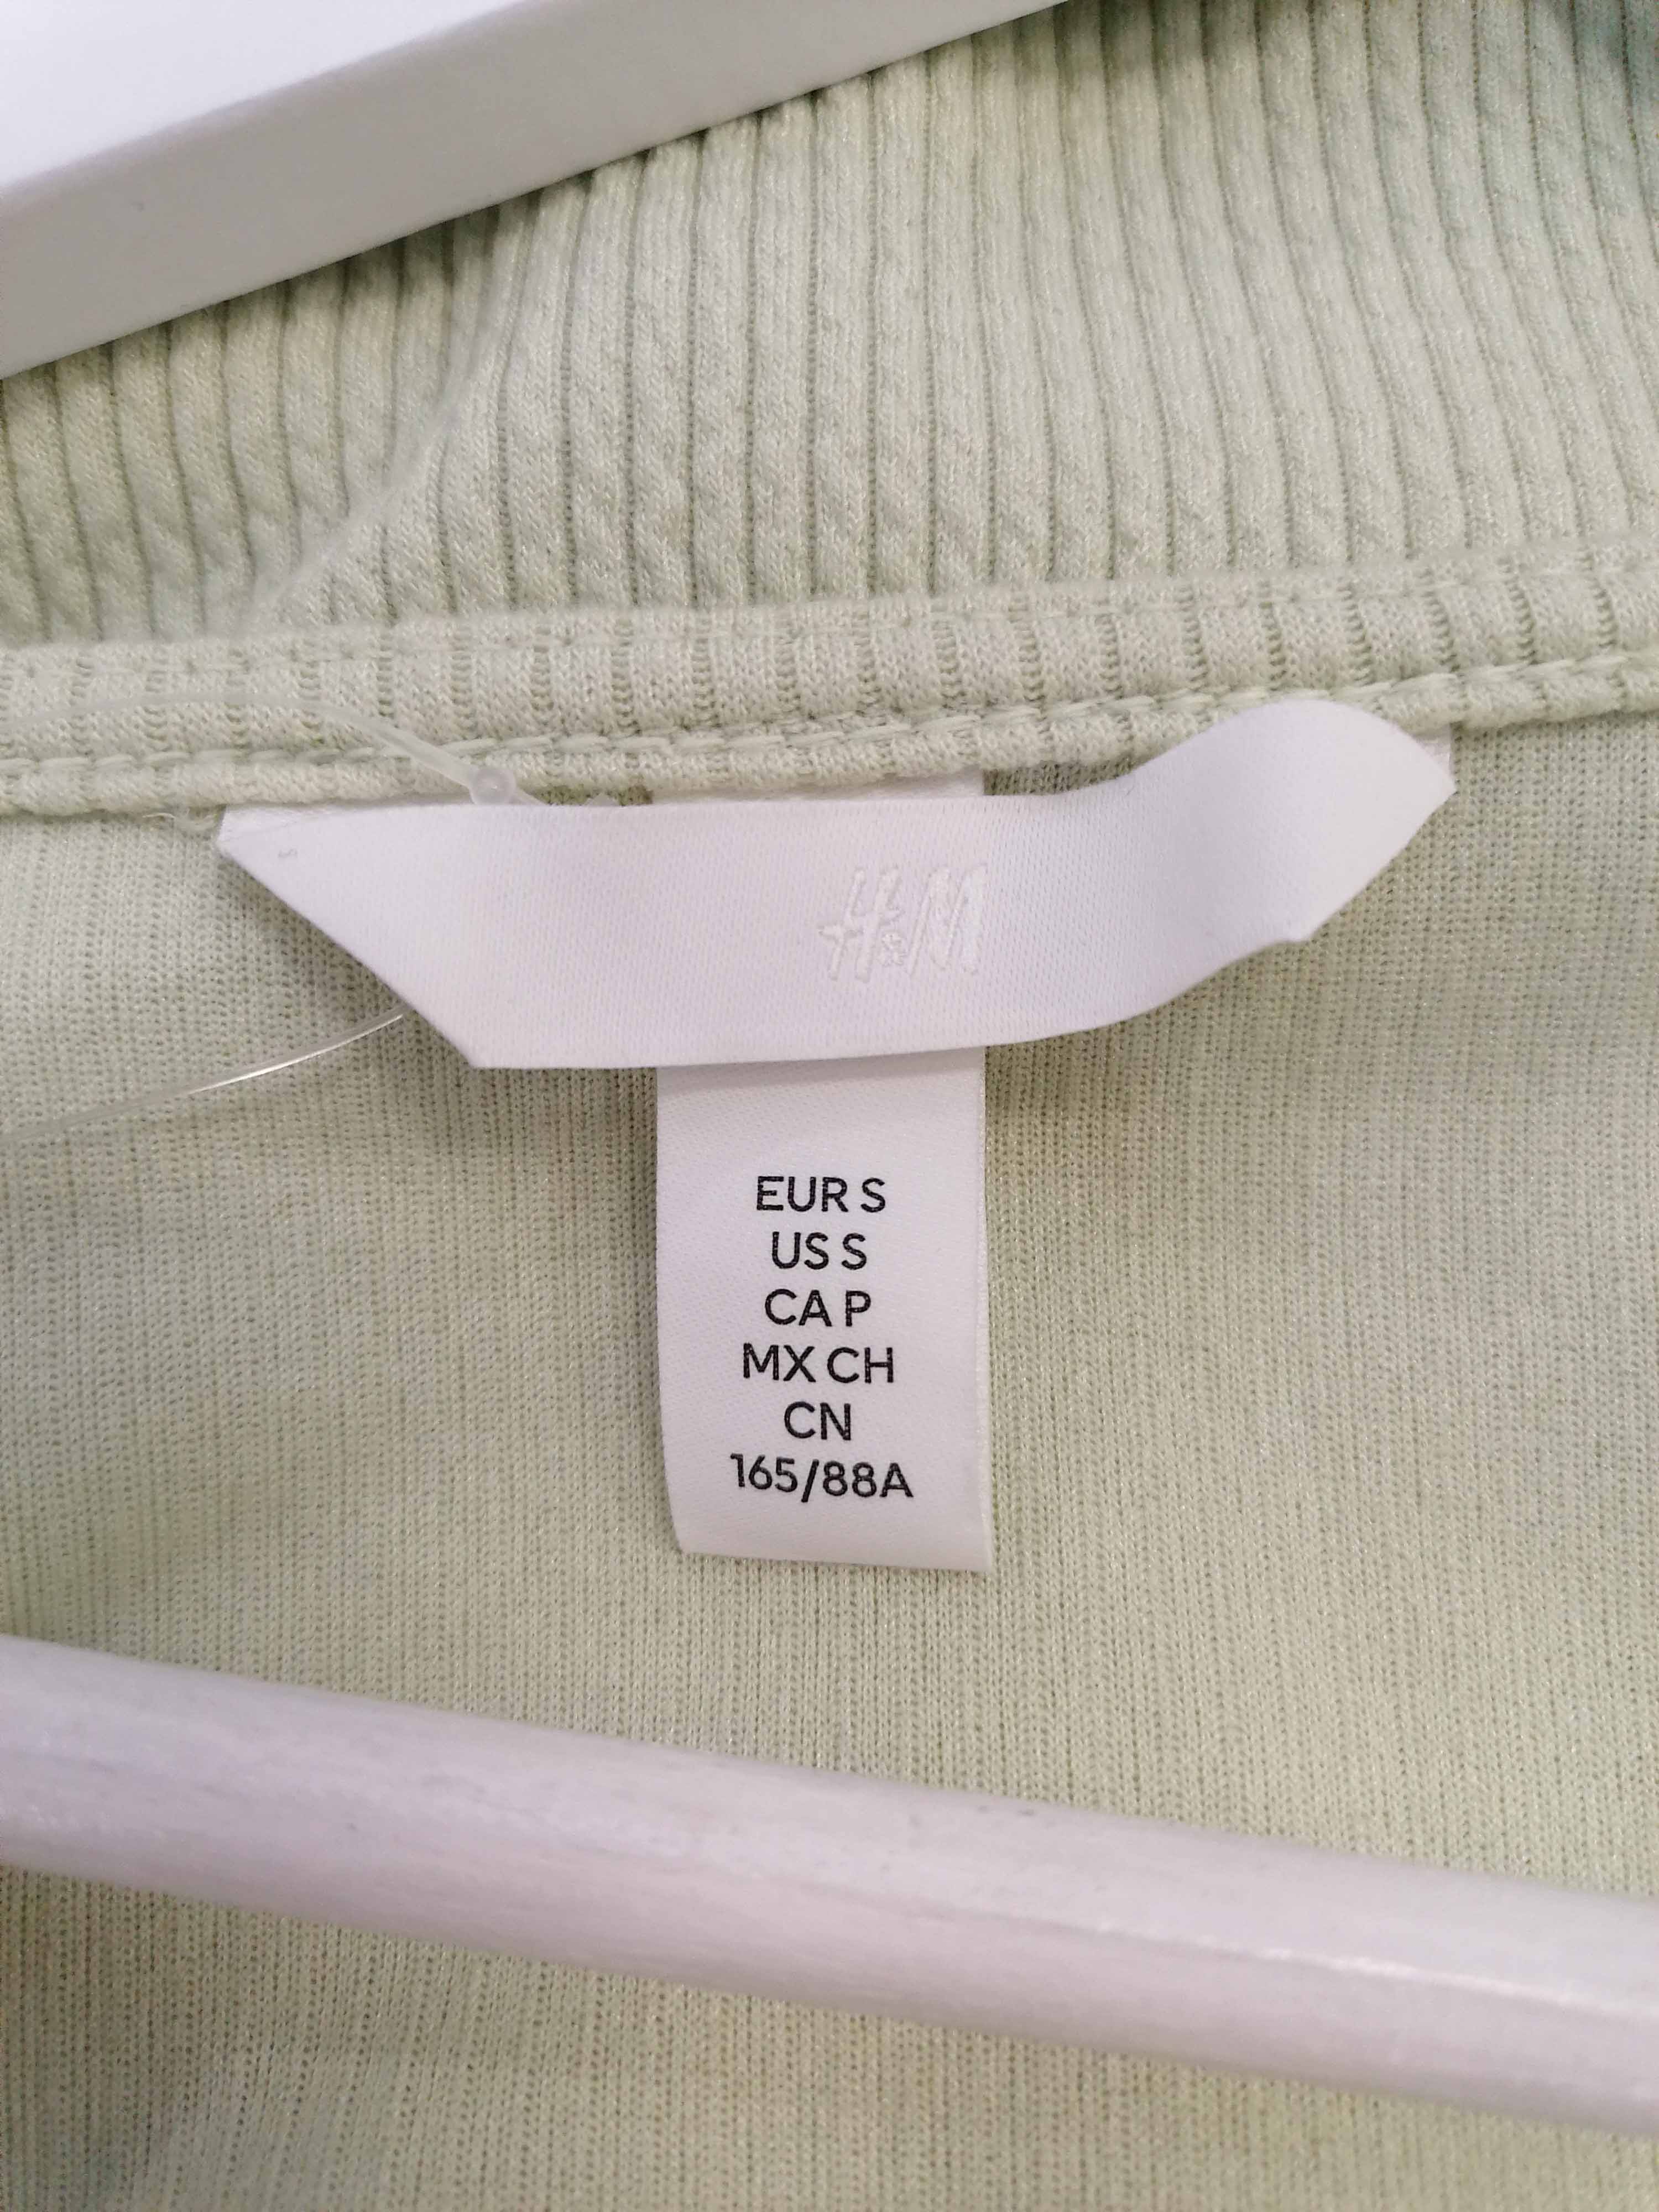 H&M
EUR S
US S
CA P
MX CH
CN
165/88A